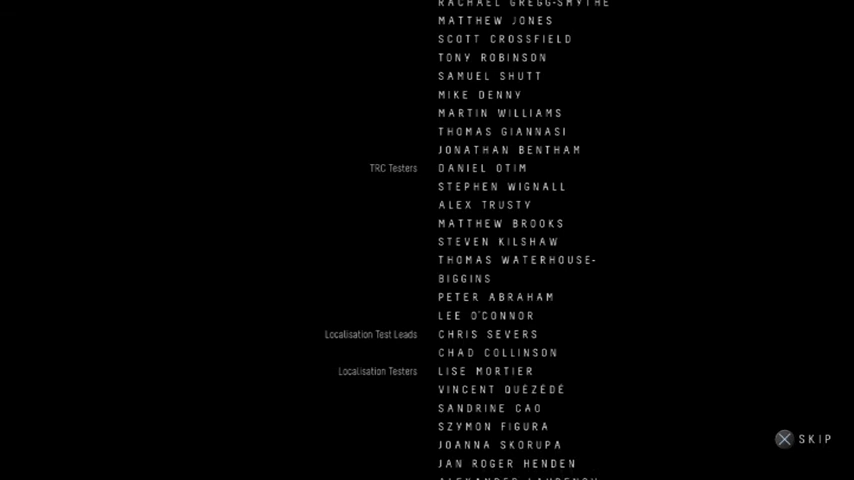 RACHAEL GREGG-SMYTHE
MATTHEW JONES
SCOTT CROSSFIELD
TONY ROBINSON
SAMUEL SHUTT
MIKE DENNY
MARTIN WILLIAMS
THOMAS GIANNASI
JONATHAN BENTHAM
TRC Testers DANIEL OTIM
STEPHEN WIGNALL
ALEX TRUSTY
MATTHEW BROOKS
STEVEN KILSHAW
THOMAS WATERHOUSE-
BIGGINS
PETER ABRAHAM
LEE O'CONNOR
Localisation Test Leads CHRIS SEVERS
CHAD COLLINSON
Localisation Testers LISE MORTIER
VINCENT QUÉZÉDÉ
SANDRINE CAO
SZYMON FIGURA
JOANNA SKORUPA
SKIP
JAN ROGER HENDEN